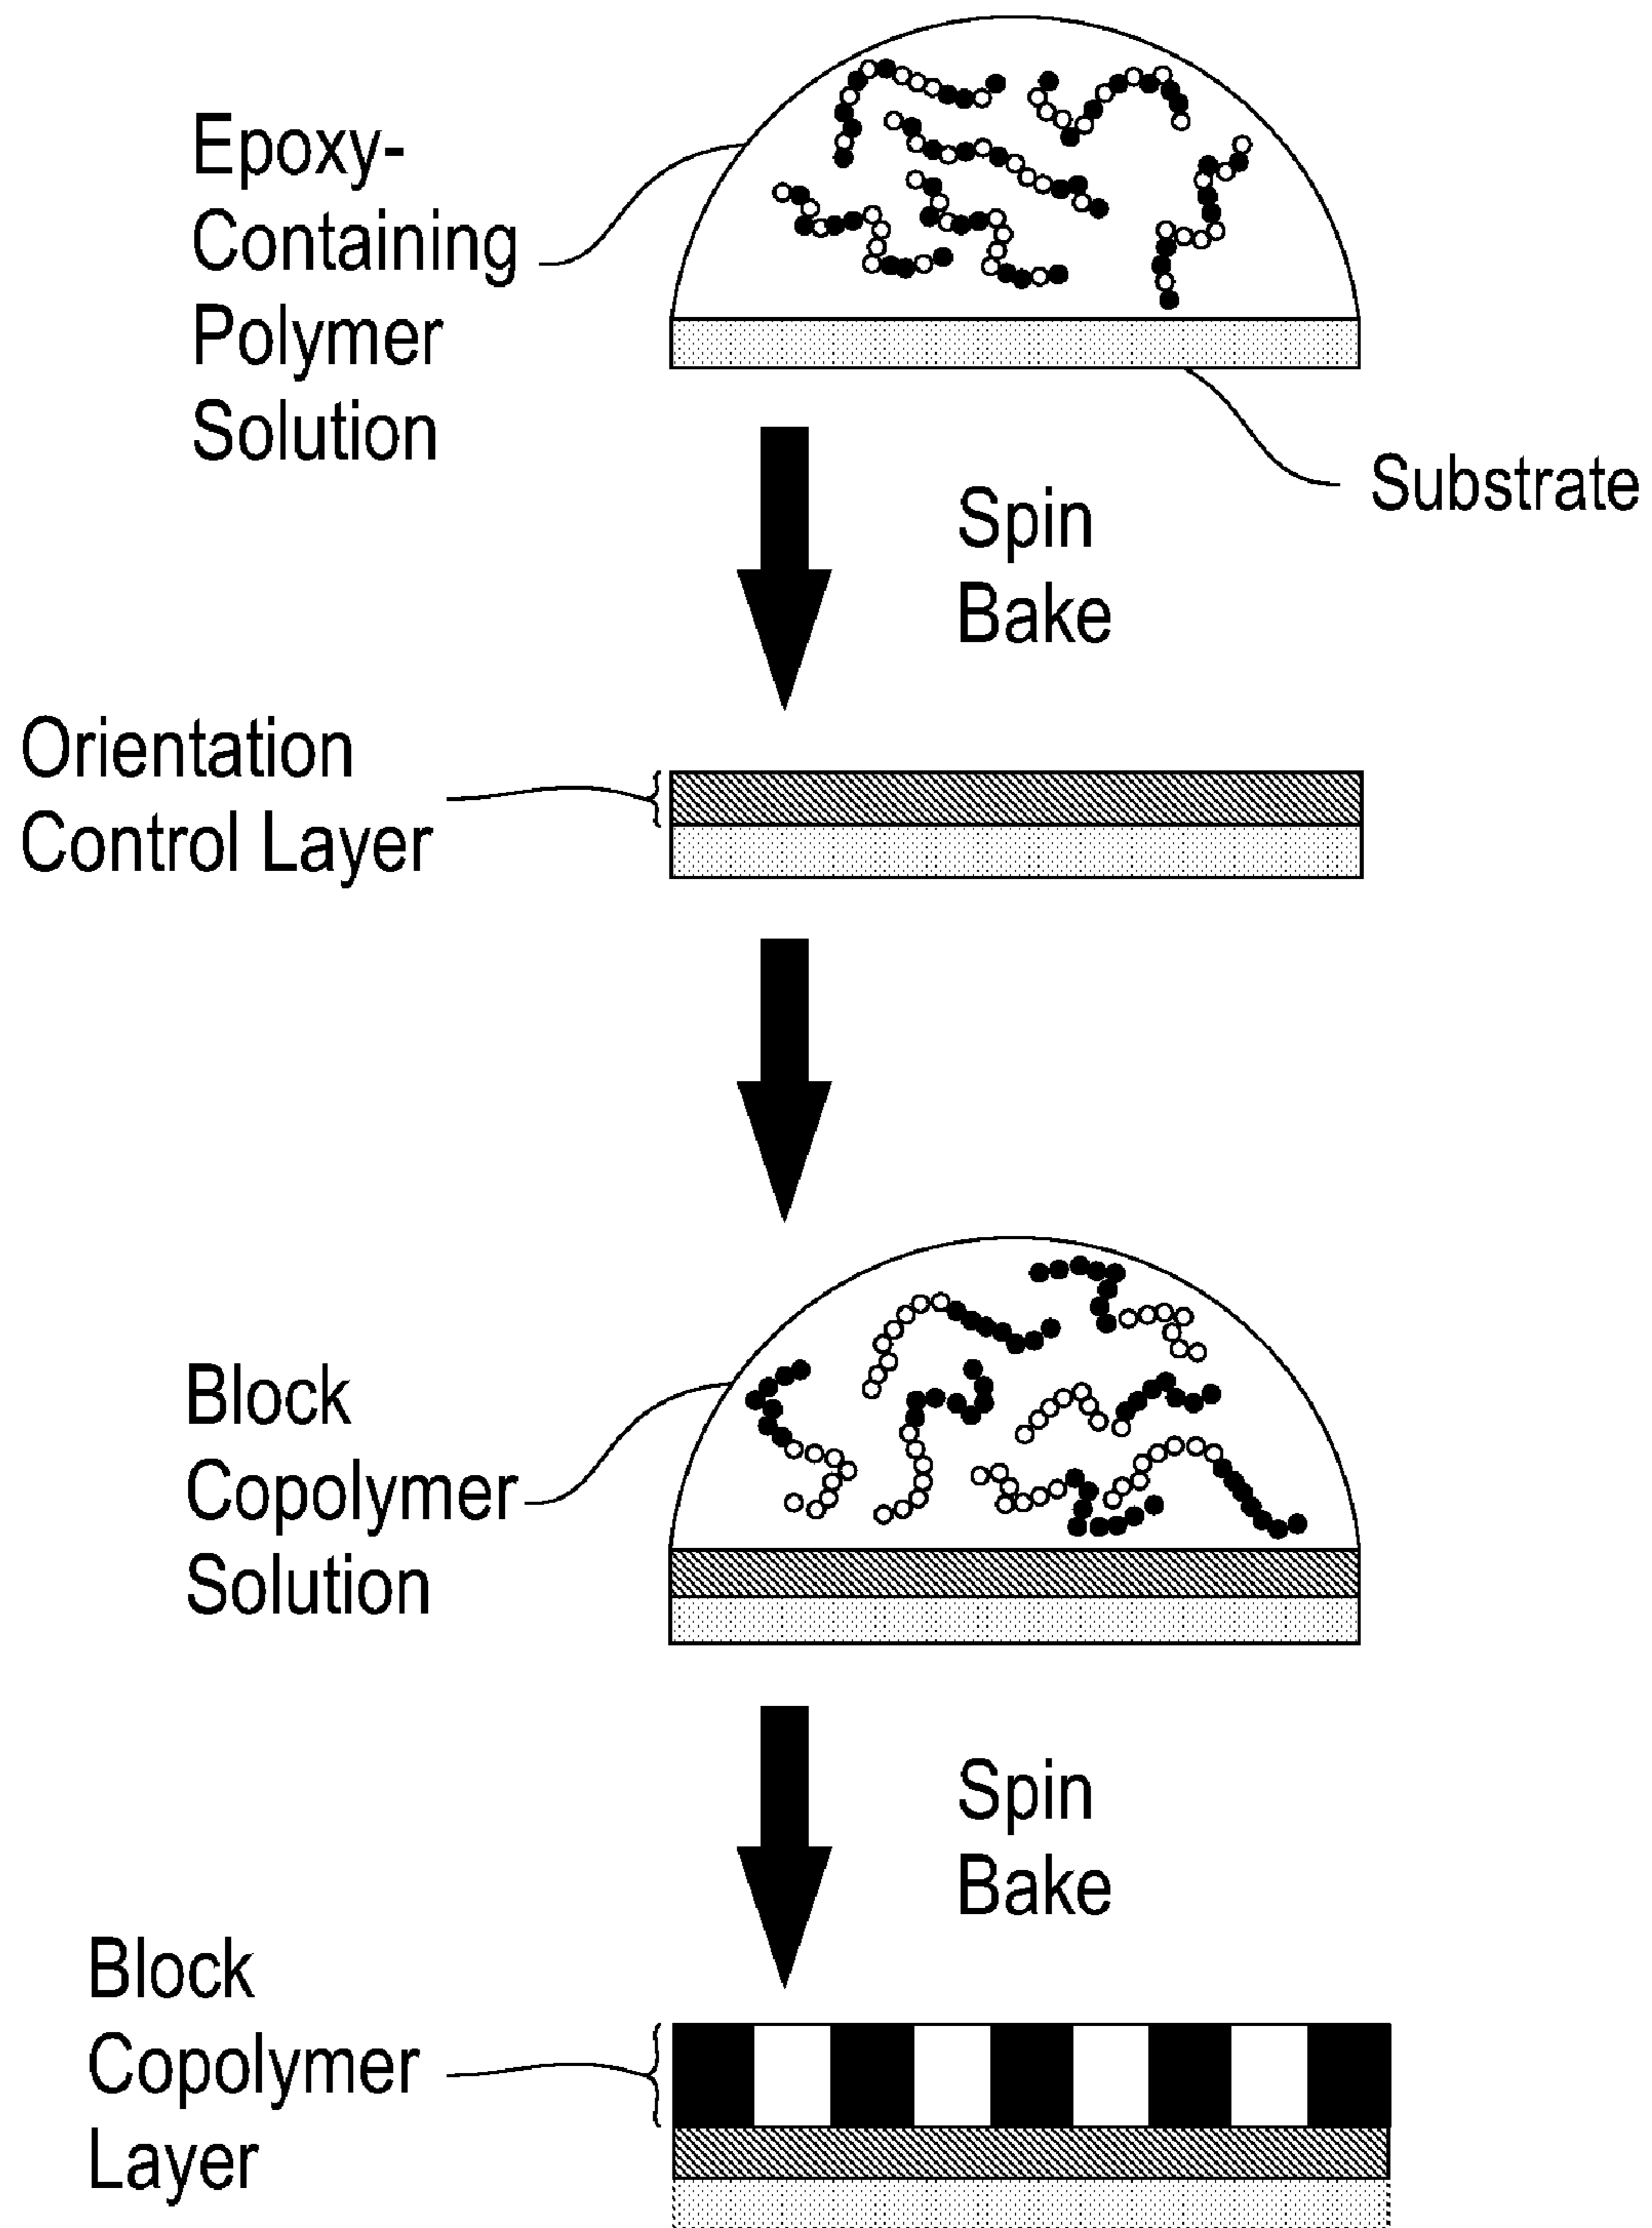 Epoxy-
Containing
Polymer
Solution
Substrate
Spin
Bake
Orientation
Control Layer
Block
Copolymer
Solution
Spin
Bake
Block
Copolymer
Layer